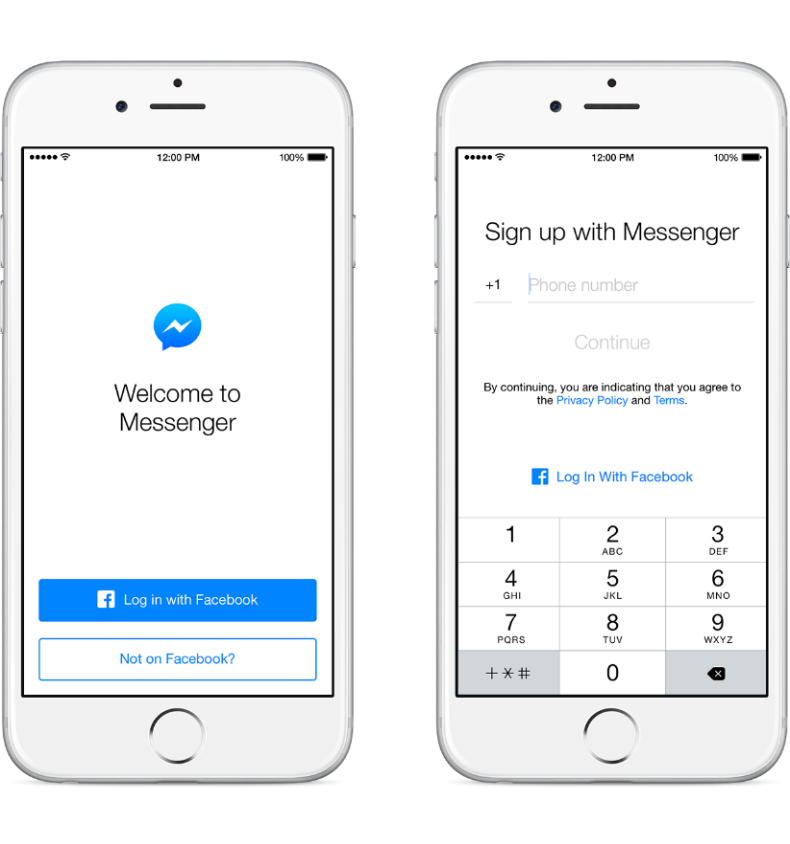 12:00 PM
100%
Welcome to
Messenger
Log in with Facebook
Not on Facebook?
12:00 PM
100%
Sign up with Messenger
+1 Phone number
Continue
By continuing, you are indicating that you agree to
the Privacy Policy and Terms.
Log In With Facebook
1 2 3
ABC DEF
4 5 6
GHI JKL MNO
7 8 9
PQRS TUV WXYZ
+*# 0